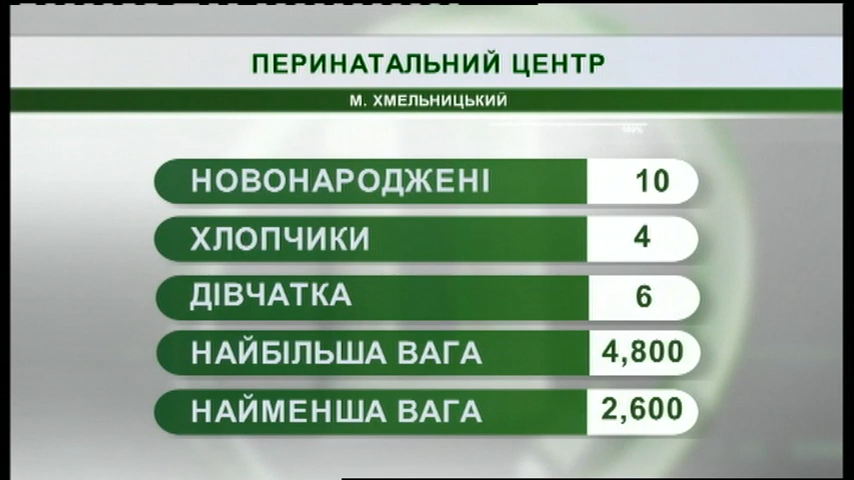 ПЕРИНАТАЛЬНИЙ ЦЕНТР
М. ХМЕЛЬНИЦЬКИЙ
НОВОНАРОДЖЕНІ 10
ХЛОПЧИКИ 4
ДІВЧАТКА 6
НАЙБІЛЬША ВАГА 4,800
НАЙМЕНША ВАГА 2,600